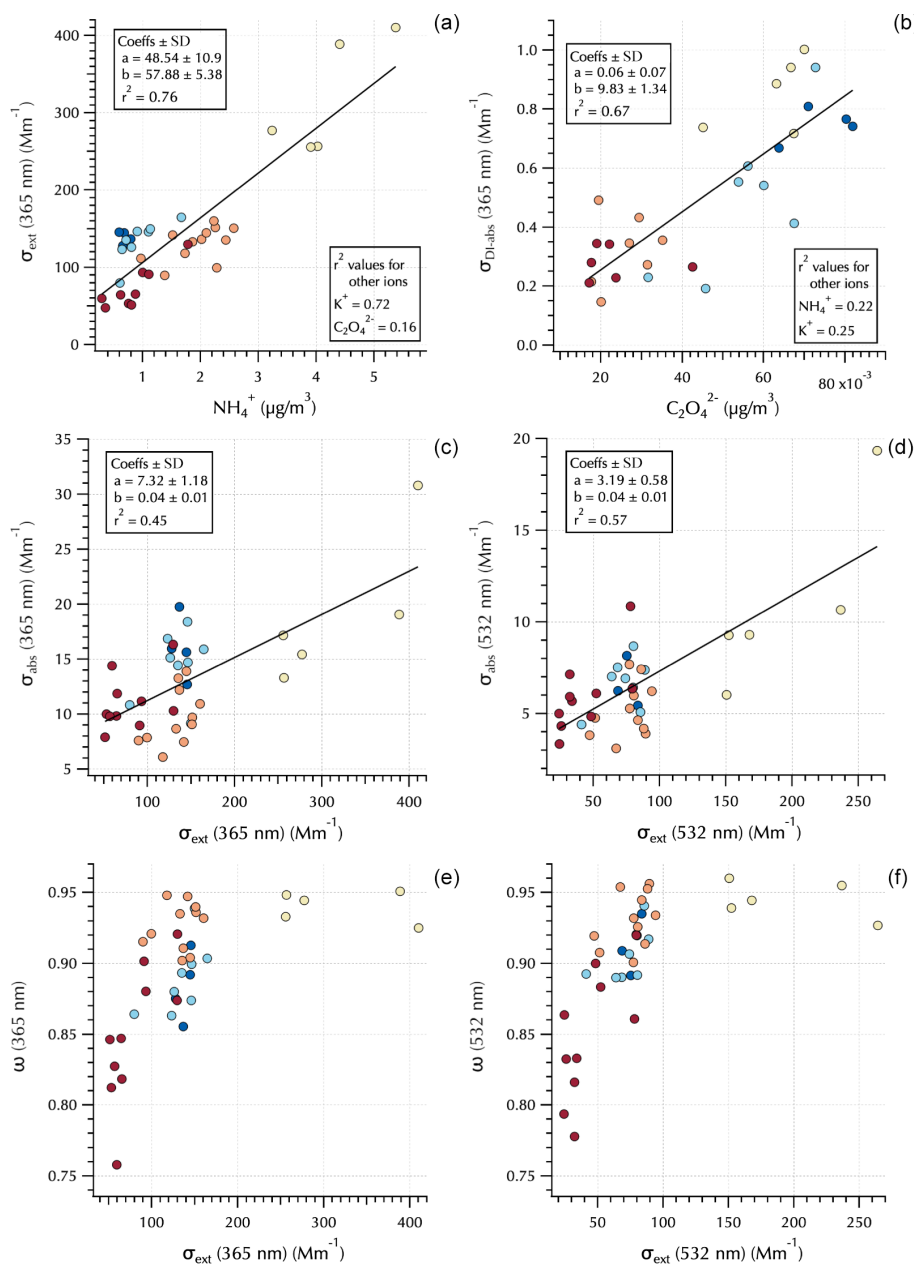 (a)
Coeffs ± SD
a = 48.54 ± 10.9
b = 57.88 ± 5.38
r² = 0.76
σext (365 nm) (Mm⁻¹)
400
300
200
100
0
r² values for
other ions
K⁺ = 0.72
C₂O₄²⁻ = 0.16
1 2 3 4 5
NH₄⁺ (µg/m³)
(b)
Coeffs ± SD
a = 0.06 ± 0.07
b = 9.83 ± 1.34
r² = 0.67
σDI-abs (365 nm) (Mm⁻¹)
1.0
0.8
0.6
0.4
0.2
0.0
r² values for
other ions
NH₄⁺ = 0.22
K⁺ = 0.25
20 40 60 80 x10⁻³
C₂O₄²⁻ (µg/m³)
(c)
Coeffs ± SD
a = 7.32 ± 1.18
b = 0.04 ± 0.01
r² = 0.45
σabs (365 nm) (Mm⁻¹)
35
30
25
20
15
10
5
100 200 300 400
σext (365 nm) (Mm⁻¹)
(d)
Coeffs ± SD
a = 3.19 ± 0.58
b = 0.04 ± 0.01
r² = 0.57
σabs (532 nm) (Mm⁻¹)
20
15
10
5
0
50 100 150 200 250
σext (532 nm) (Mm⁻¹)
(e)
ω (365 nm)
0.95
0.90
0.85
0.80
0.75
100 200 300 400
σext (365 nm) (Mm⁻¹)
(f)
ω (532 nm)
0.95
0.90
0.85
0.80
0.75
50 100 150 200 250
σext (532 nm) (Mm⁻¹)